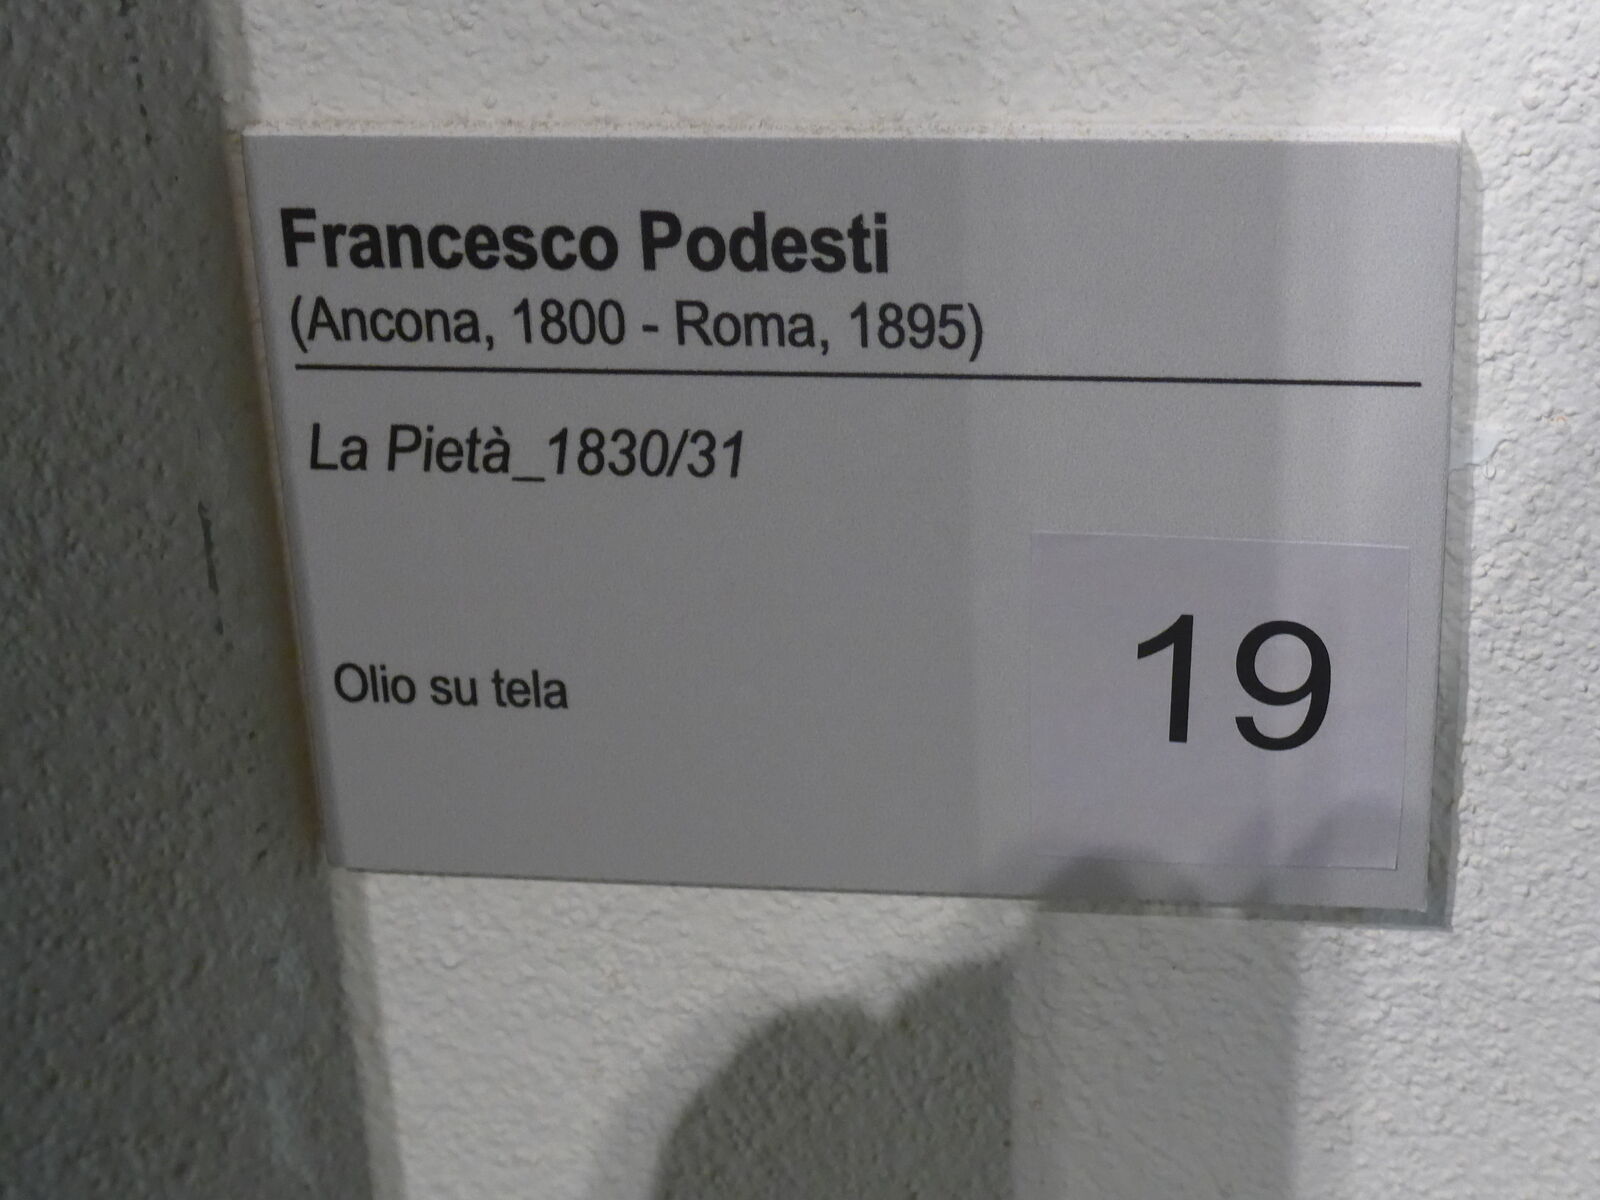 Francesco Podesti
(Ancona, 1800 - Roma, 1895)
La Pietà_1830/31
Olio su tela
19